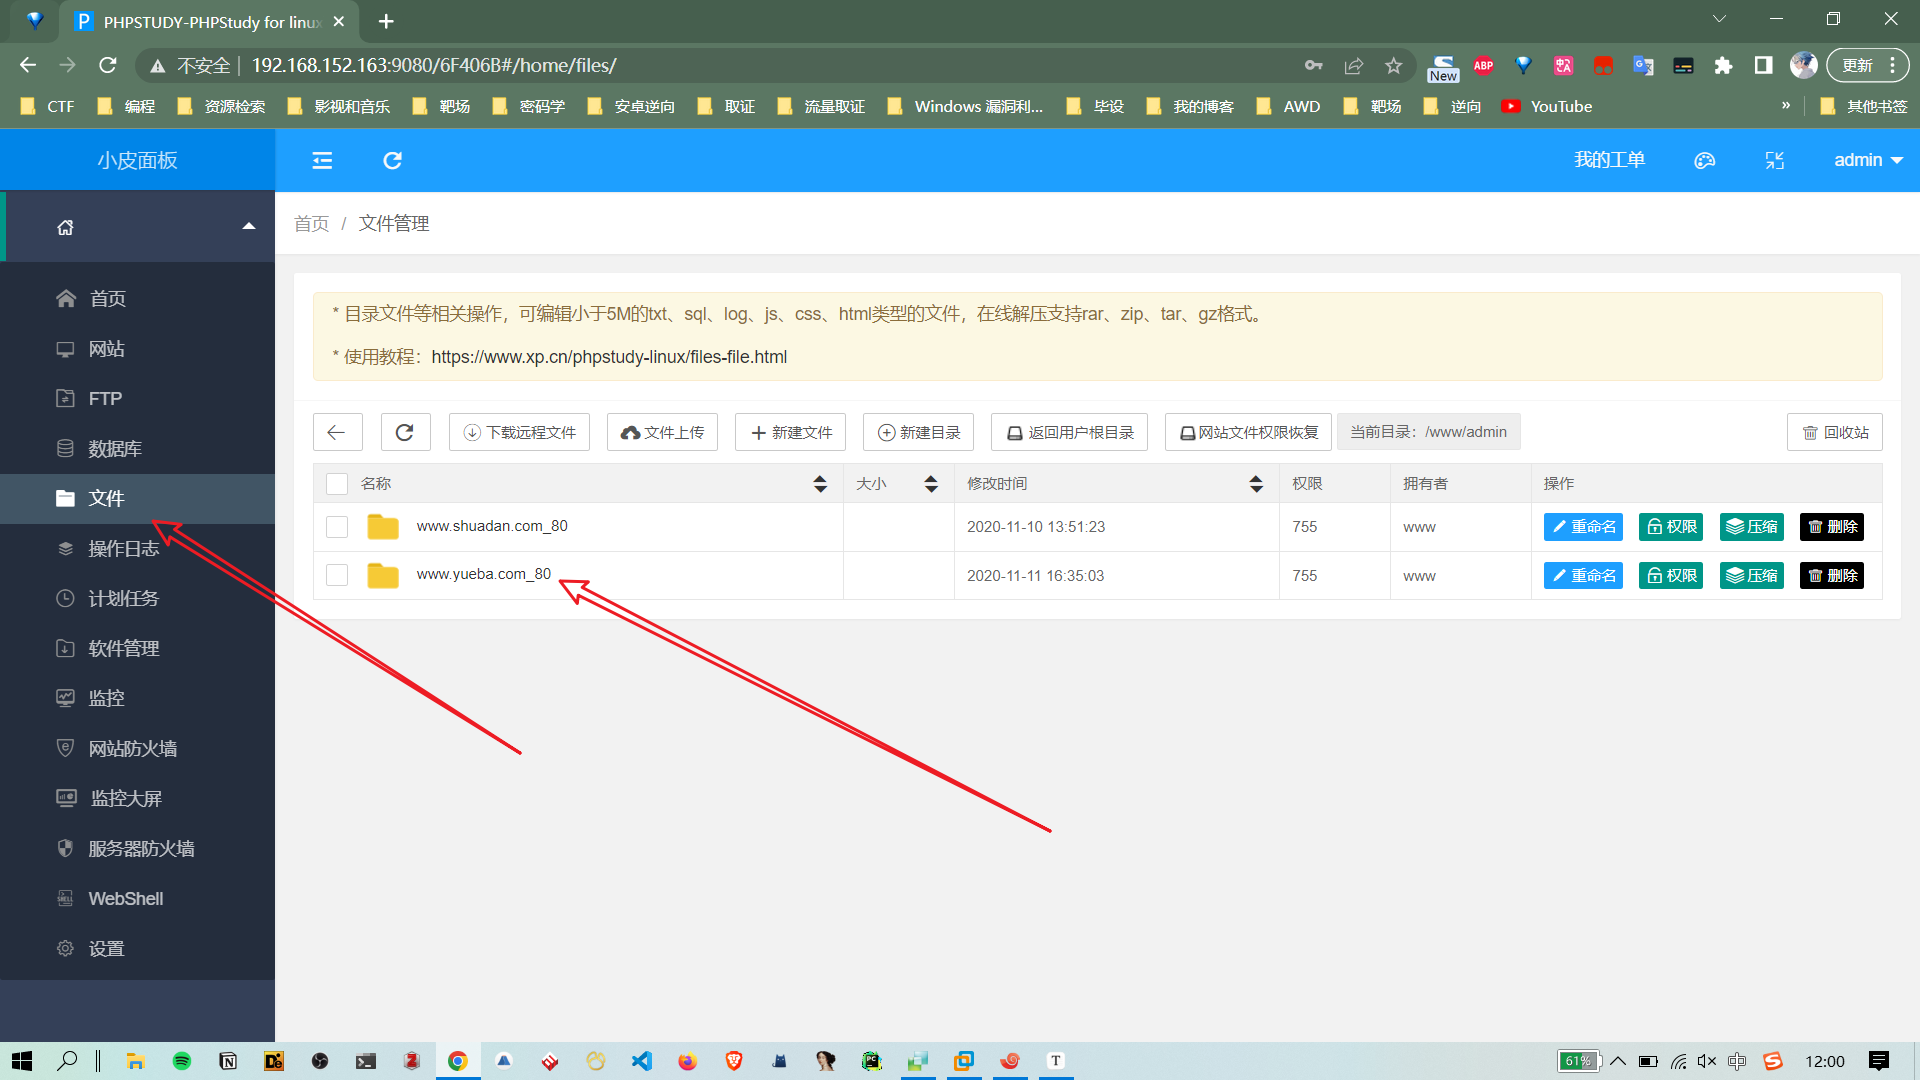 PHPSTUDY-PHPStudy for linu
不安全 192.168.152.163:9080/6F406B#/home/files/
New
ABP
更新
CTF 编程 资源检索 影视和音乐 靶场 密码学 安卓逆向 取证 流量取证 Windows 漏洞利... 毕设 我的博客 AWD 靶场 逆向 YouTube » 其他书签
小皮面板
我的工单
admin
首页 / 文件管理
首页
网站
FTP
数据库
文件
操作日志
计划任务
软件管理
监控
网站防火墙
监控大屏
服务器防火墙
WebShell
设置
* 目录文件等相关操作，可编辑小于5M的txt、sql、log、js、css、html类型的文件，在线解压支持rar、zip、tar、gz格式。
* 使用教程：https://www.xp.cn/phpstudy-linux/files-file.html
下载远程文件 文件上传 新建文件 新建目录 返回用户根目录 网站文件权限恢复 当前目录：/www/admin 回收站
名称 大小 修改时间 权限 拥有者 操作
www.shuadan.com_80 2020-11-10 13:51:23 755 www 重命名 权限 压缩 删除
www.yueba.com_80 2020-11-11 16:35:03 755 www 重命名 权限 压缩 删除
61% 中 12:00